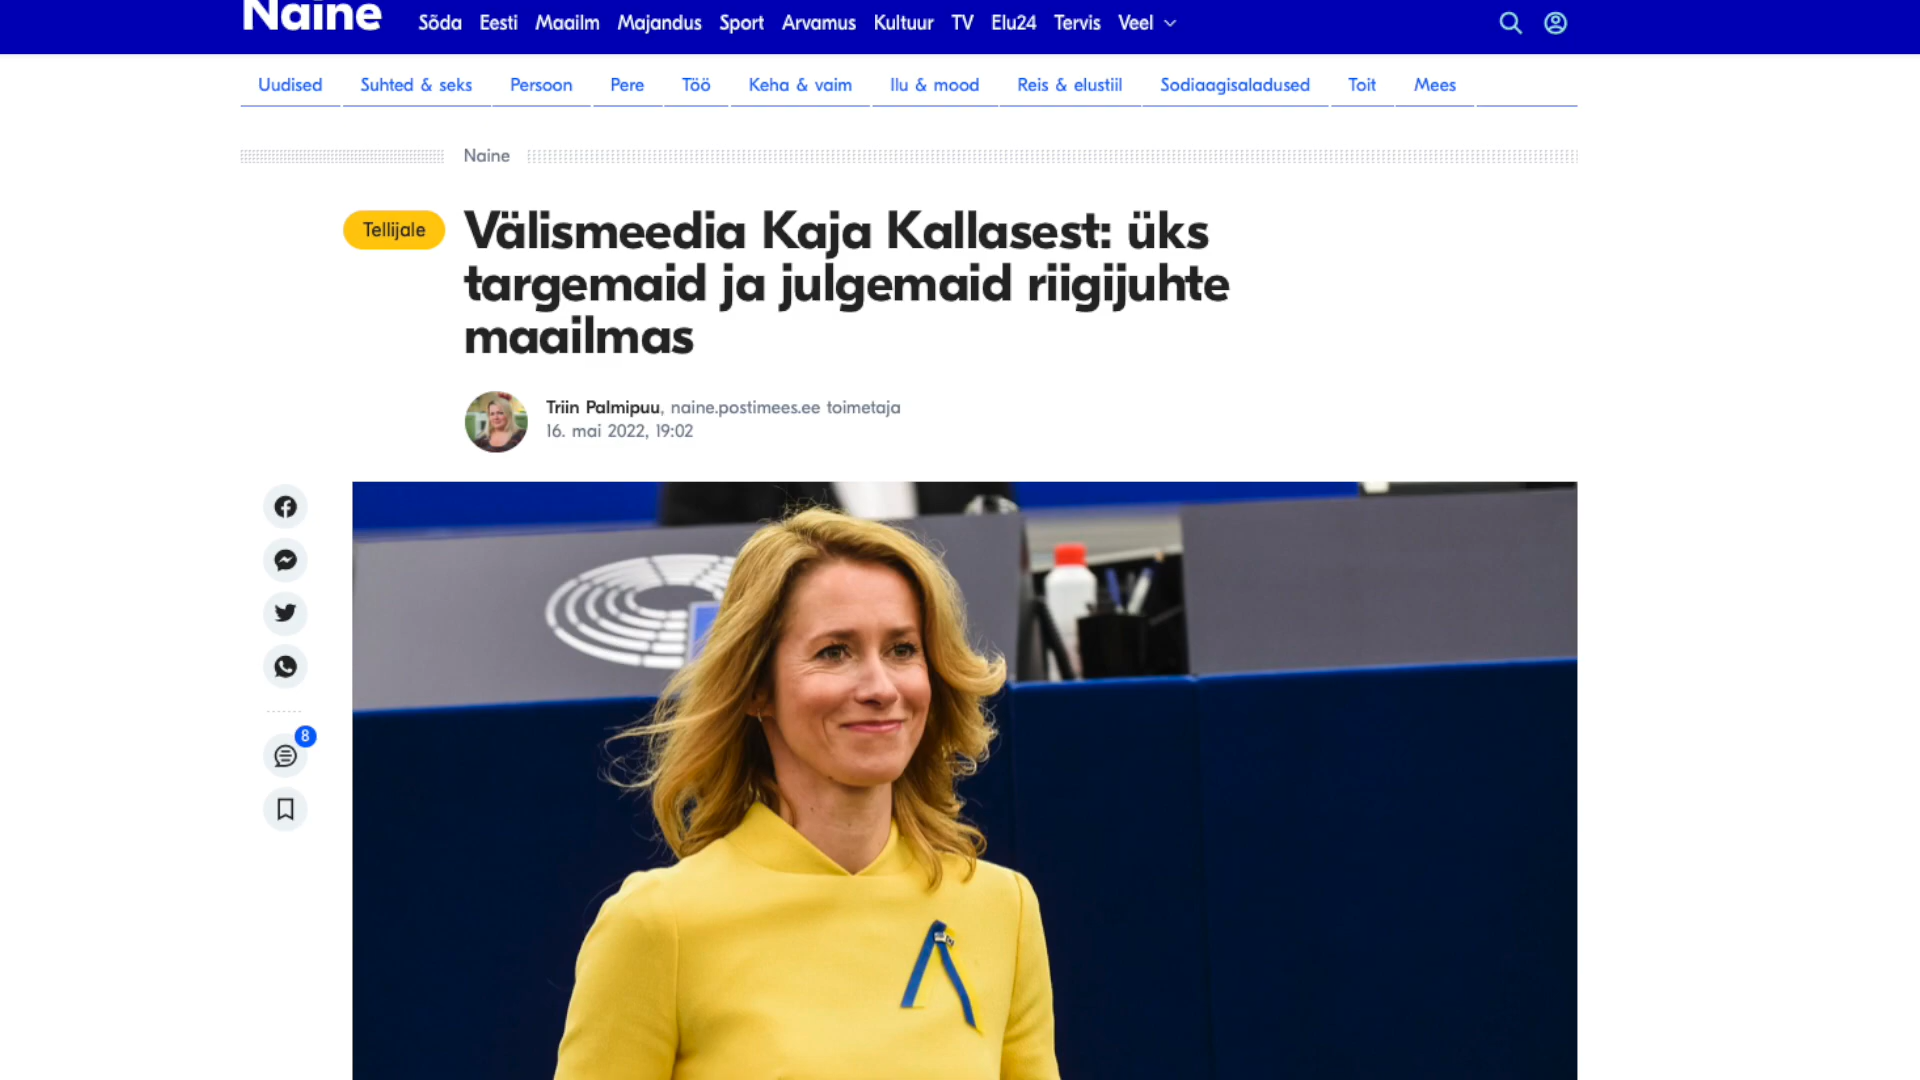 Naine
Sõda Eesti Maailm Majandus Sport Arvamus Kultuur TV Elu24 Tervis Veel
Uudised Suhted & seks Persoon Pere Töö Keha & vaim Ilu & mood Reis & elustiil Sodiaagisaladused Toit Mees
Naine
Tellijale
Välismeedia Kaja Kallasest: üks
targemaid ja julgemaid riigijuhte
maailmas
Triin Palmipuu, naine.postimees.ee toimetaja
16. mai 2022, 19:02
8